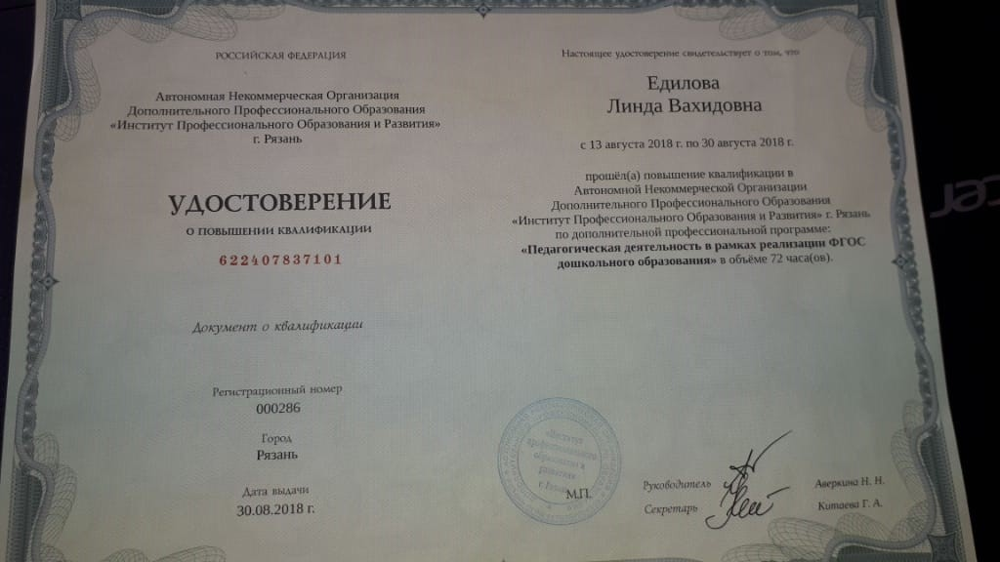 РОССИЙСКАЯ ФЕДЕРАЦИЯ
Автономная Некоммерческая Организация
Дополнительного Профессионального Образования
«Институт Профессионального Образования и Развития»
г. Рязань
УДОСТОВЕРЕНИЕ
О ПОВЫШЕНИИ КВАЛИФИКАЦИИ
622407837101
Документ о квалификации
Регистрационный номер
000286
Город
Рязань
Дата выдачи
30.08.2018 г.
Настоящее удостоверение свидетельствует о том, что
Едилова
Линда Вахидовна
с 13 августа 2018 г. по 30 августа 2018 г.
прошёл(а) повышение квалификации в
Автономной Некоммерческой Организации
Дополнительного Профессионального Образования
«Институт Профессионального Образования и Развития» г. Рязань
по дополнительной профессиональной программе:
«Педагогическая деятельность в рамках реализации ФГОС
дошкольного образования» в объёме 72 часа(ов).
«Институт
профессионального
образования и
развития»
г. Рязань
М.П.
Руководитель Аверкина Н. Н.
Секретарь Китаева Г. А.
cer